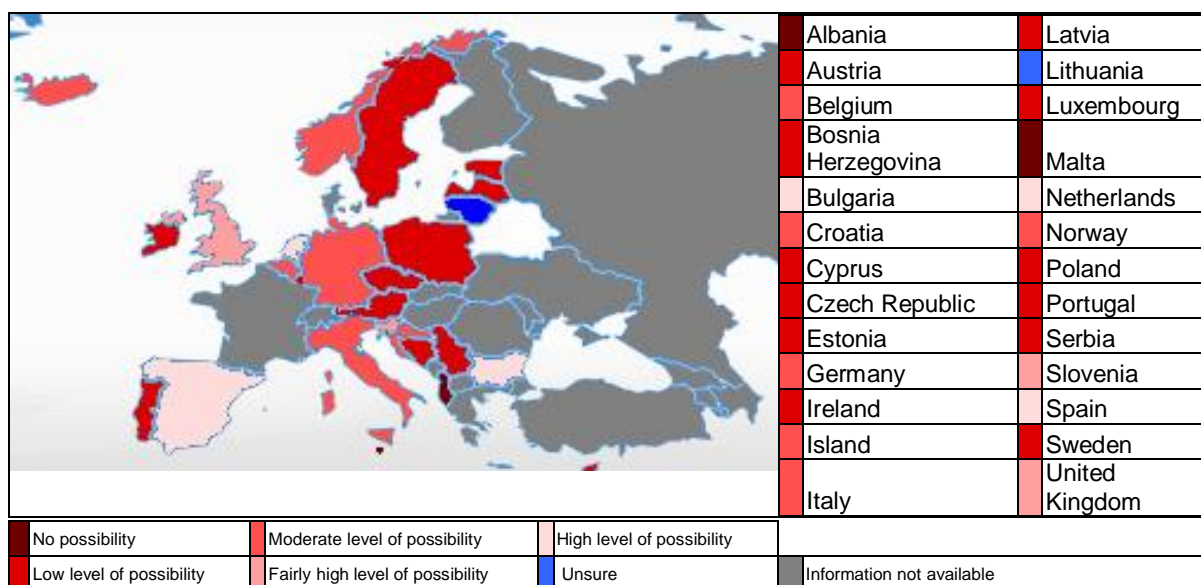 Albania
Latvia
Austria
Lithuania
Belgium
Luxembourg
Bosnia
Herzegovina
Malta
Bulgaria
Netherlands
Croatia
Norway
Cyprus
Poland
Czech Republic
Portugal
Estonia
Serbia
Germany
Slovenia
Ireland
Spain
Island
Sweden
Italy
United
Kingdom
No possibility
Moderate level of possibility
High level of possibility
Low level of possibility
Fairly high level of possibility
Unsure
Information not available